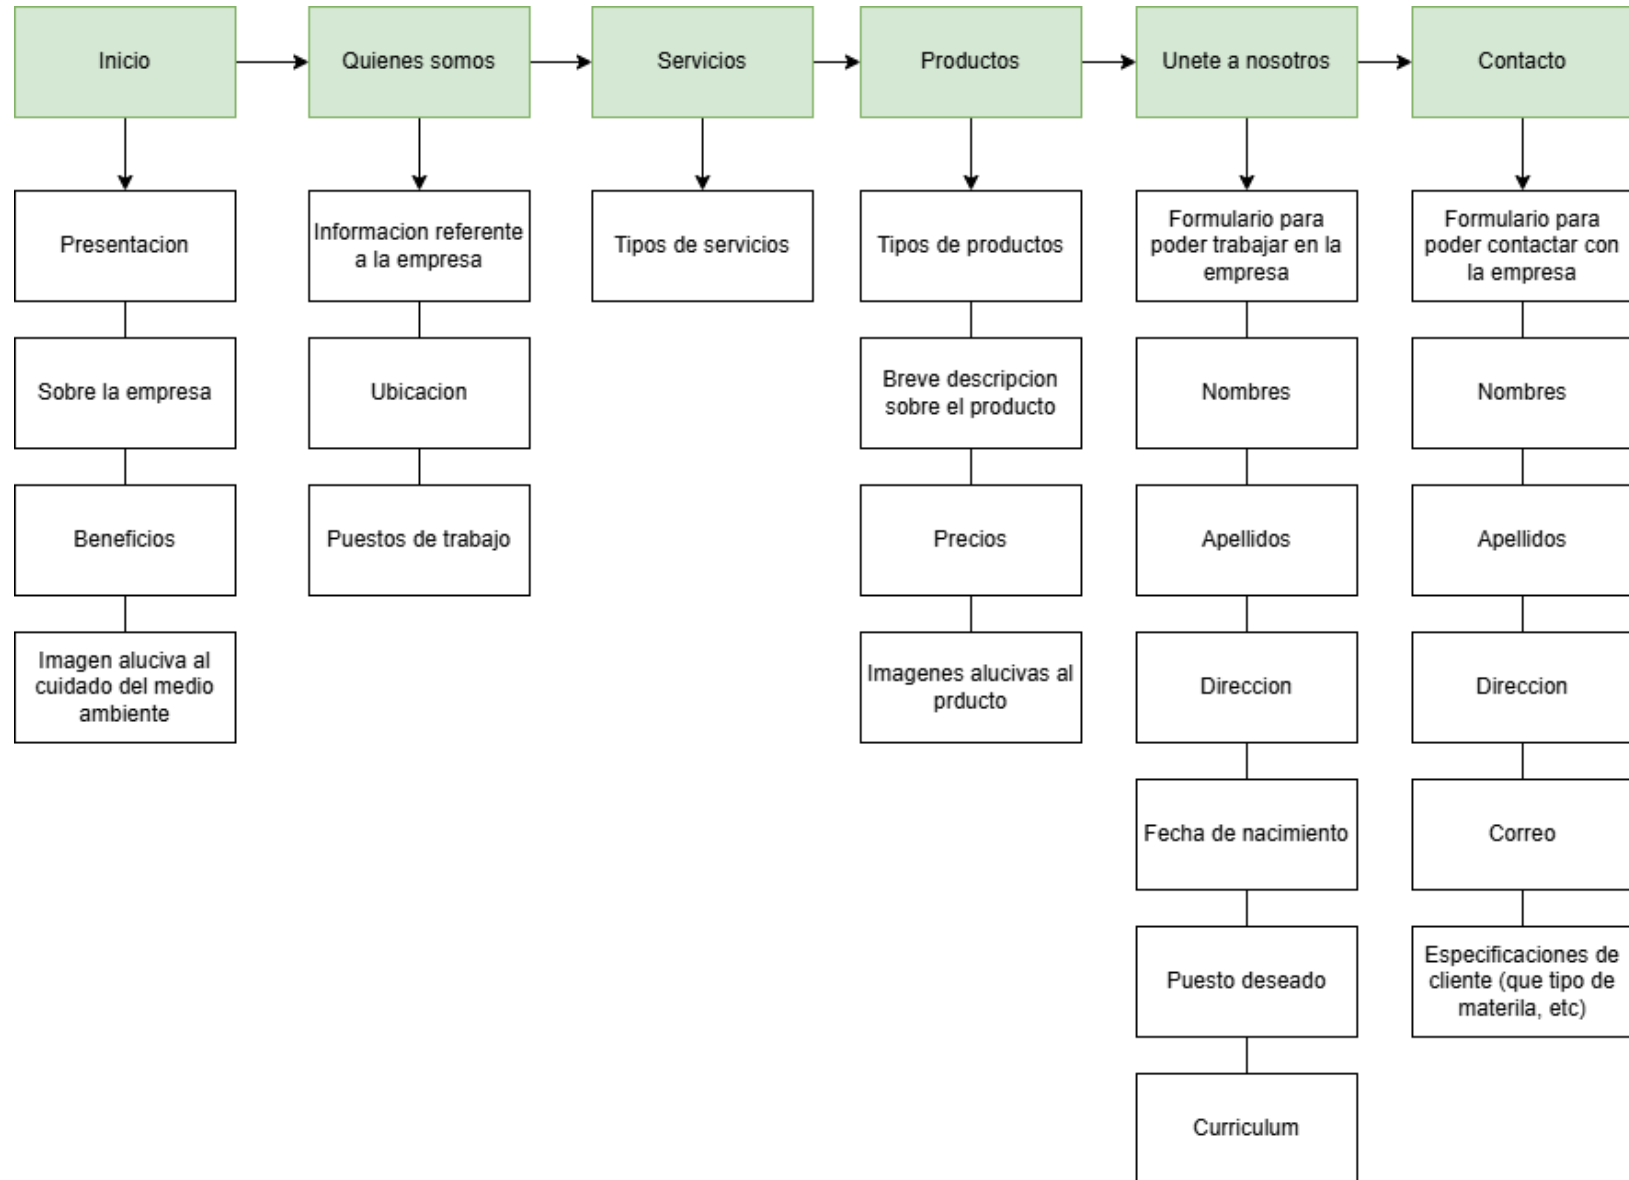 Inicio
Quienes somos
Servicios
Productos
Unete a nosotros
Contacto
Presentacion
Sobre la empresa
Beneficios
Imagen aluciva al
cuidado del medio
ambiente
Informacion referente
a la empresa
Ubicacion
Puestos de trabajo
Tipos de servicios
Tipos de productos
Breve descripcion
sobre el producto
Precios
Imagenes alucivas al
prducto
Formulario para
poder trabajar en la
empresa
Nombres
Apellidos
Direccion
Fecha de nacimiento
Puesto deseado
Curriculum
Formulario para
poder contactar con
la empresa
Nombres
Apellidos
Direccion
Correo
Especificaciones de
cliente (que tipo de
materila, etc)